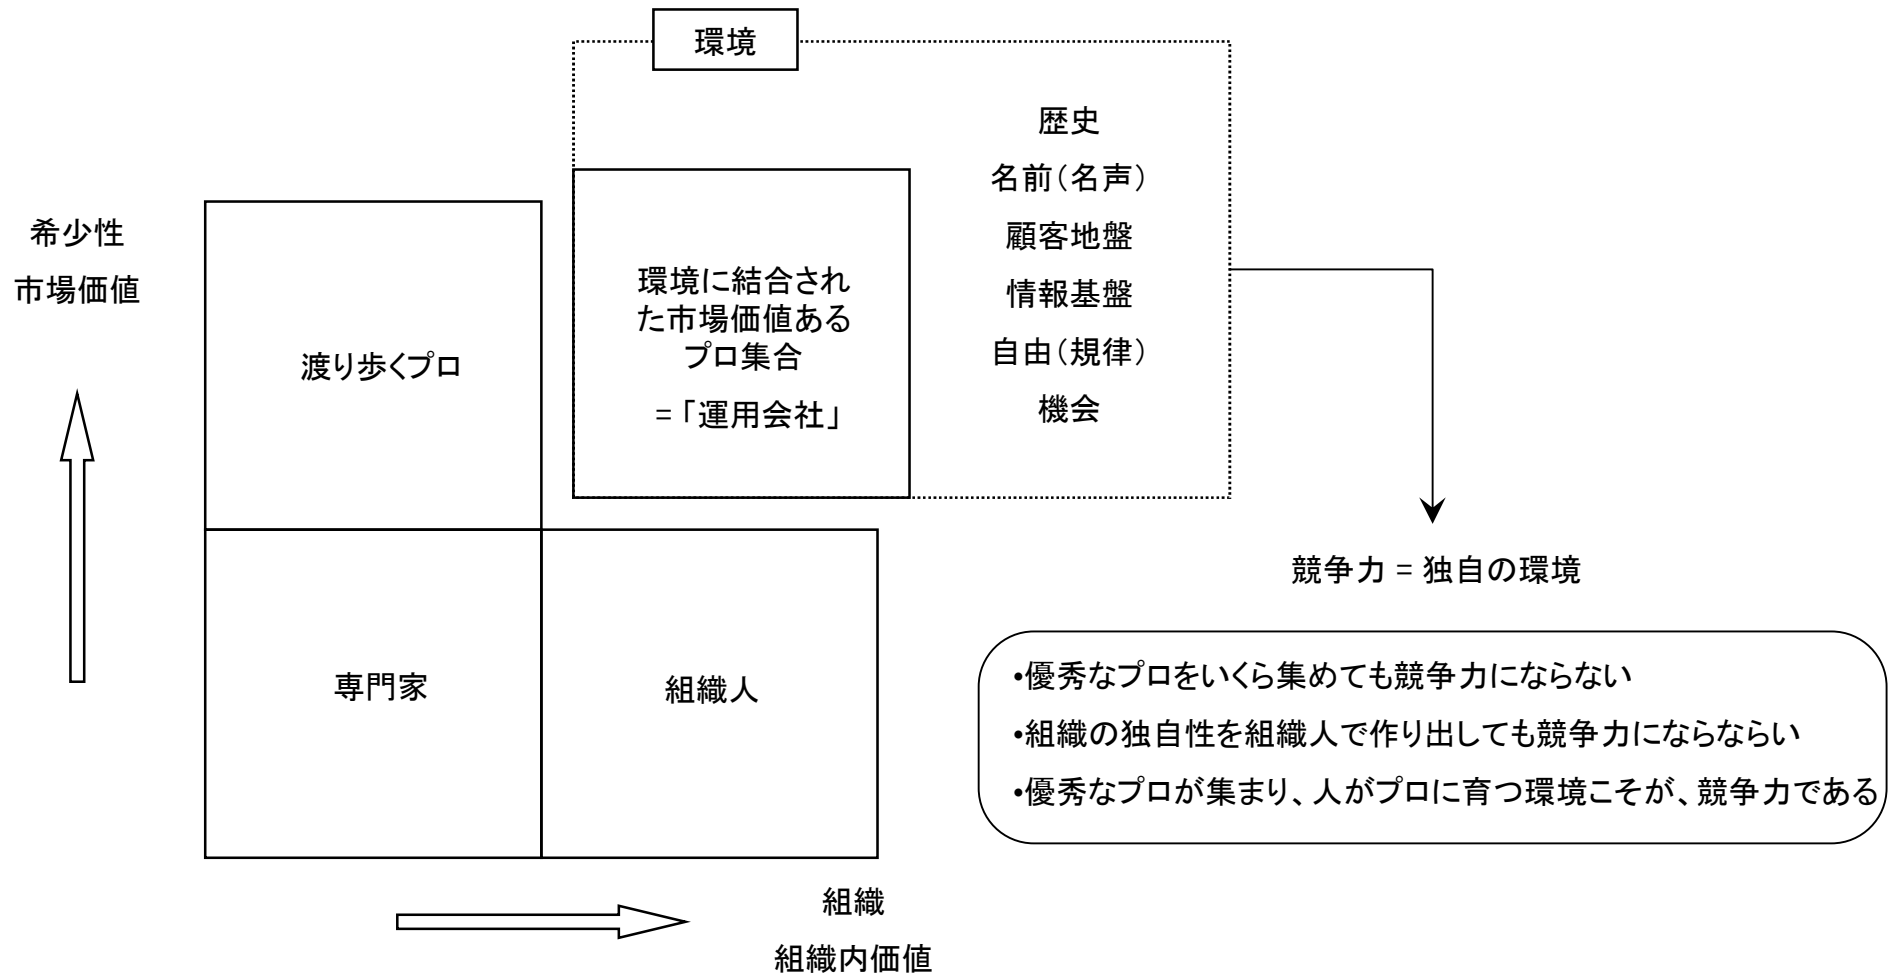 環境
歴史
名前（名声）
顧客地盤
情報基盤
自由（規律）
機会
希少性
市場価値
渡り歩くプロ
環境に結合され
た市場価値ある
プロ集合
=「運用会社」
専門家
組織人
組織
組織内価値
競争力 = 独自の環境
•優秀なプロをいくら集めても競争力にならない
•組織の独自性を組織人で作り出しても競争力にならならい
•優秀なプロが集まり、人がプロに育つ環境こそが、競争力である